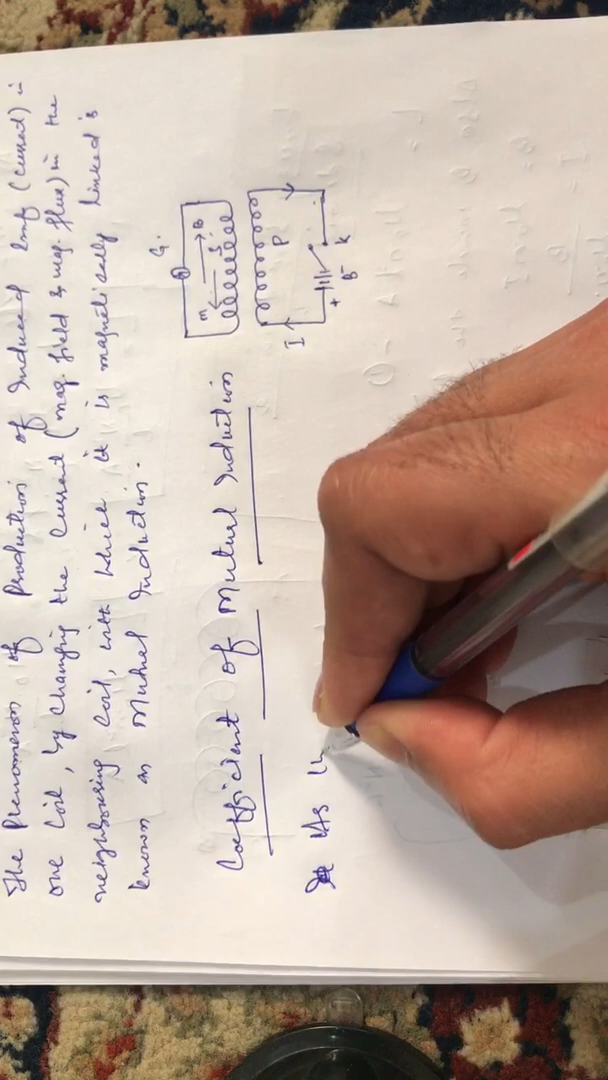 The Phenomenon of Production of Induced emf (current) in
one Coil, by changing the current (mag. field & mag. flux) in the
neighbouring Coil, with which it is magnetically linked is
known as Mutual Induction.
G.
m
B
S
Coefficient of Mutual Induction
I
P
+
B
-
K
As